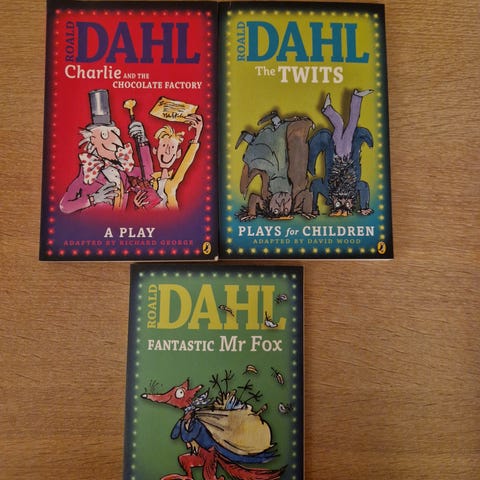 ROALD
DAHL
Charlie AND THE
CHOCOLATE FACTORY
A PLAY
ADAPTED BY RICHARD GEORGE
ROALD
DAHL
The TWITS
PLAYS for CHILDREN
ADAPTED BY DAVID WOOD
ROALD
DAHL
FANTASTIC Mr Fox